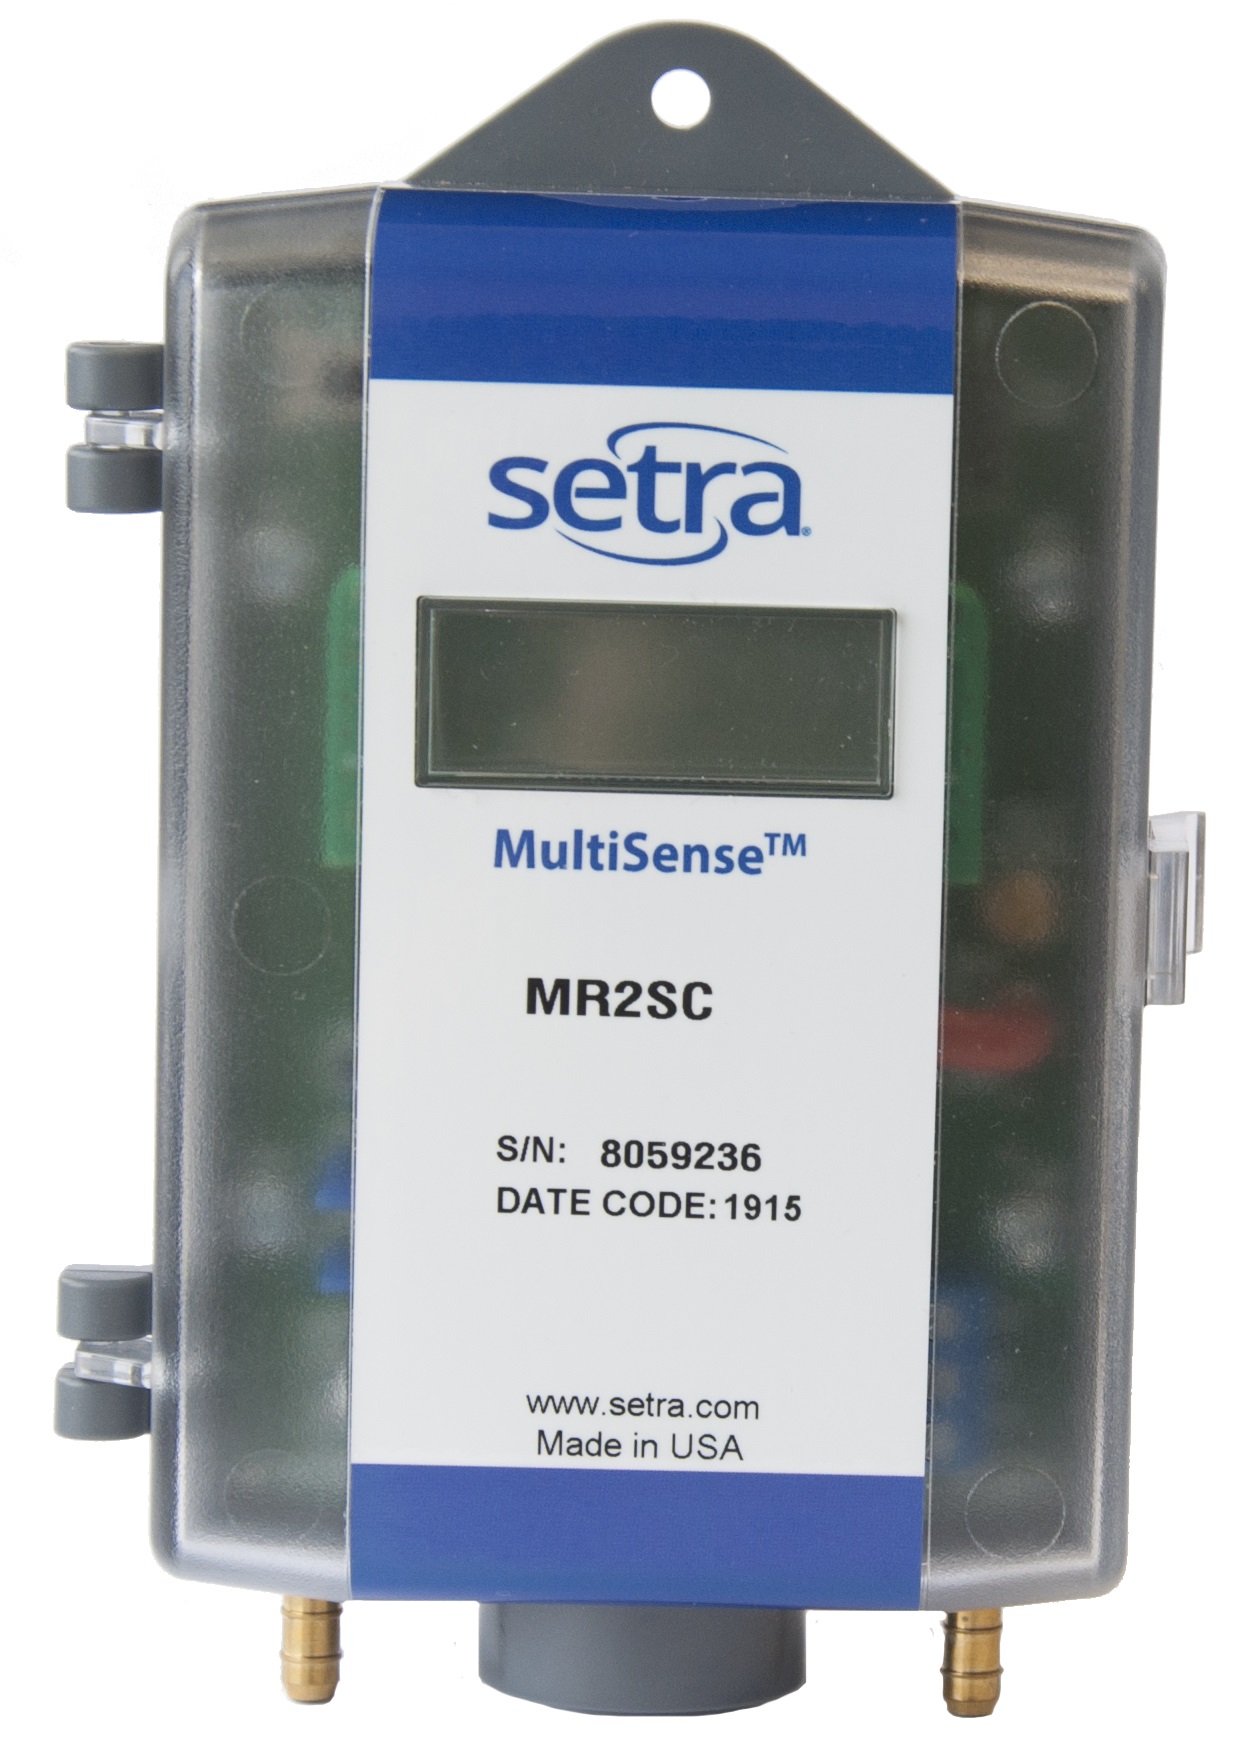 setra®
MultiSense™
MR2SC
S/N: 8059236
DATE CODE: 1915
www.setra.com
Made in USA